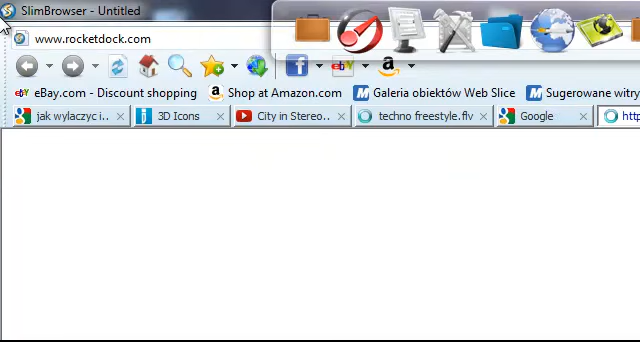 SlimBrowser - Untitled
www.rocketdock.com
eBay.com - Discount shopping Shop at Amazon.com Galeria obiektów Web Slice Sugerowane witry
jak wylaczyc i.. 3D Icons City in Stereo.. techno freestyle.flv Google http